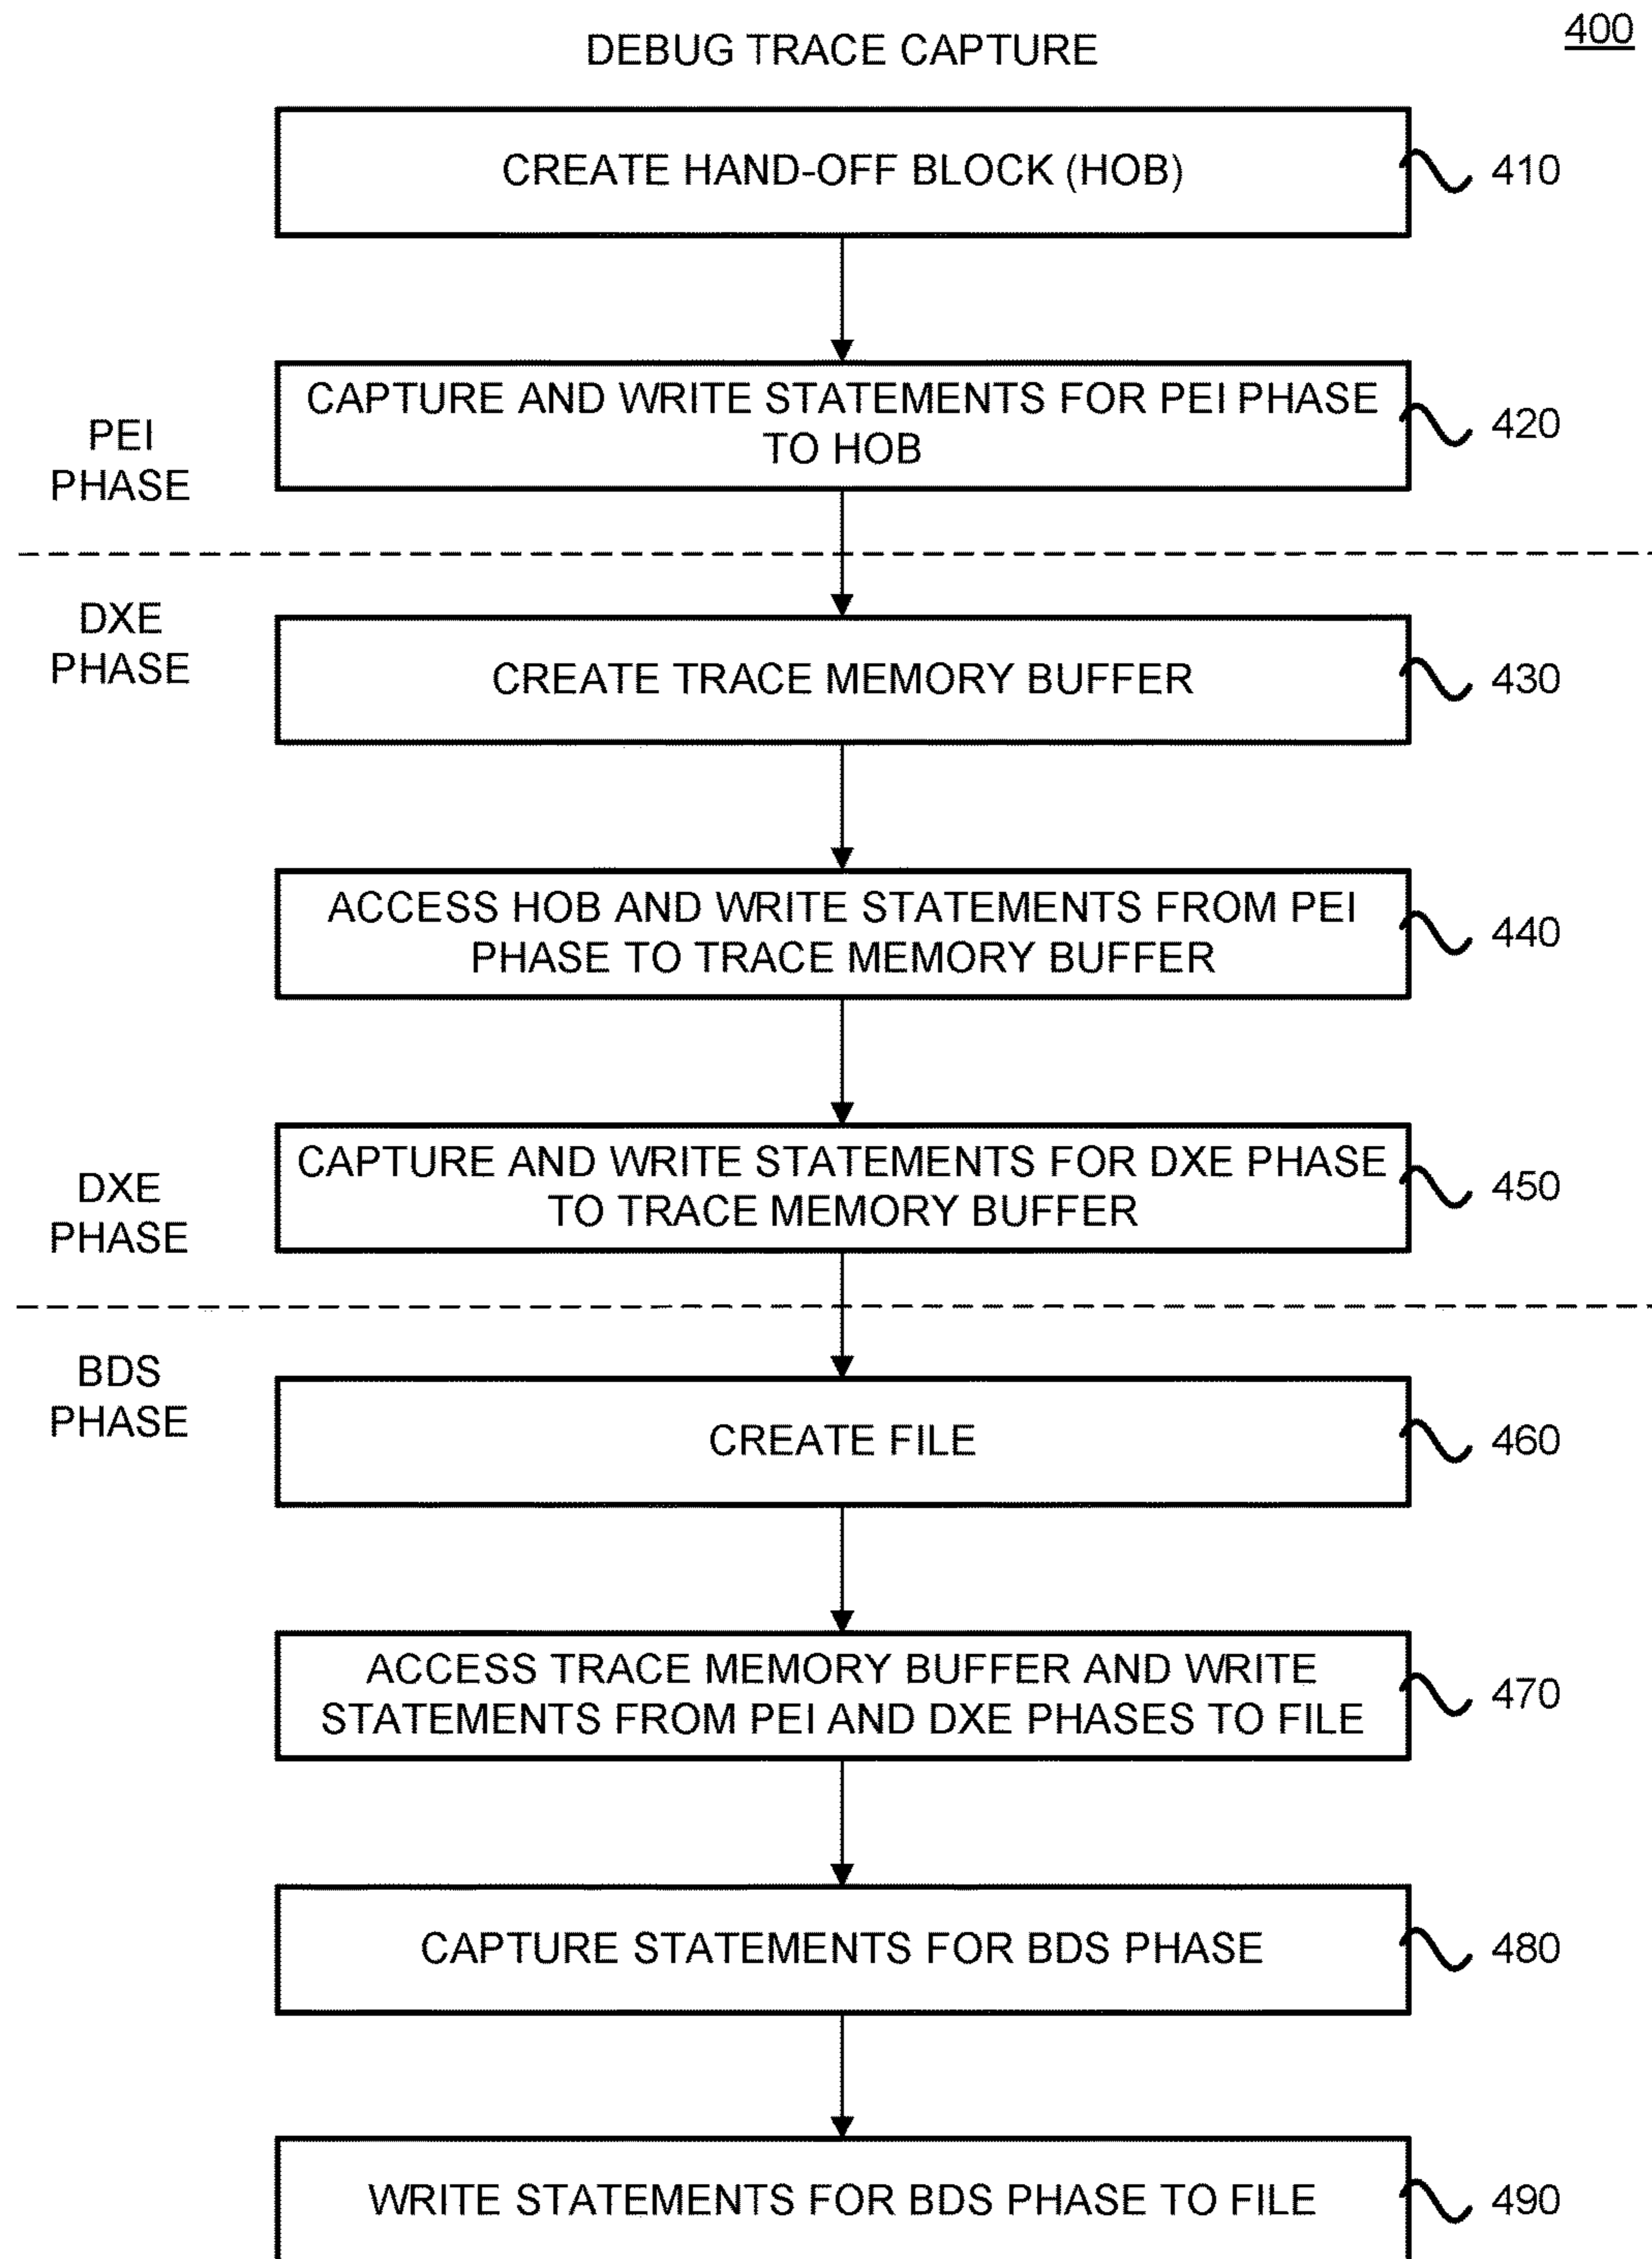 400
DEBUG TRACE CAPTURE
CREATE HAND-OFF BLOCK (HOB)
410
CAPTURE AND WRITE STATEMENTS FOR PEI PHASE
TO HOB
420
PEI
PHASE
DXE
PHASE
CREATE TRACE MEMORY BUFFER
430
ACCESS HOB AND WRITE STATEMENTS FROM PEI
PHASE TO TRACE MEMORY BUFFER
440
CAPTURE AND WRITE STATEMENTS FOR DXE PHASE
TO TRACE MEMORY BUFFER
450
DXE
PHASE
BDS
PHASE
CREATE FILE
460
ACCESS TRACE MEMORY BUFFER AND WRITE
STATEMENTS FROM PEI AND DXE PHASES TO FILE
470
CAPTURE STATEMENTS FOR BDS PHASE
480
WRITE STATEMENTS FOR BDS PHASE TO FILE
490